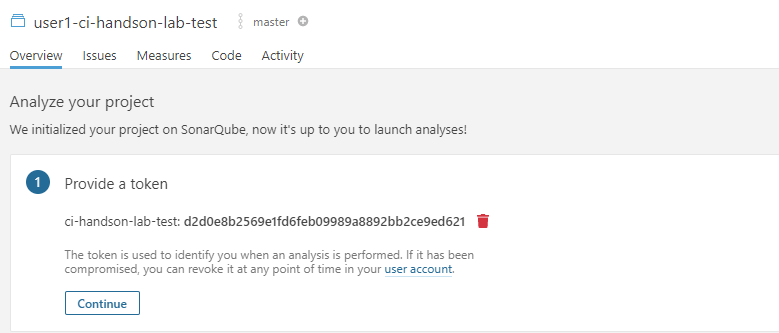 user1-ci-handson-lab-test master
Overview Issues Measures Code Activity
Analyze your project
We initialized your project on SonarQube, now it's up to you to launch analyses!
1 Provide a token
ci-handson-lab-test: d2d0e8b2569e1fd6feb09989a8892bb2ce9ed621
The token is used to identify you when an analysis is performed. If it has been
compromised, you can revoke it at any point of time in your user account.
Continue